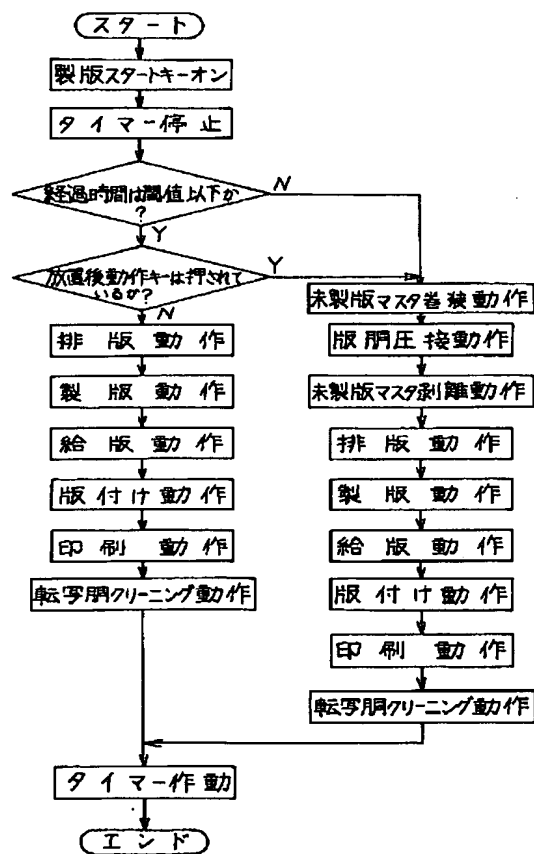 スタート
製版スタートキーオン
タイマー停止
経過時間は閾値以下か
?
N
Y
放置後動作キーは押されて
いるか?
Y
N
排版動作
製版動作
給版動作
版付け動作
印刷動作
転写胴クリーニング動作
未製版マスタ巻装動作
版胴圧接動作
未製版マスタ剥離動作
排版動作
製版動作
給版動作
版付け動作
印刷動作
転写胴クリーニング動作
タイマー作動
エンド